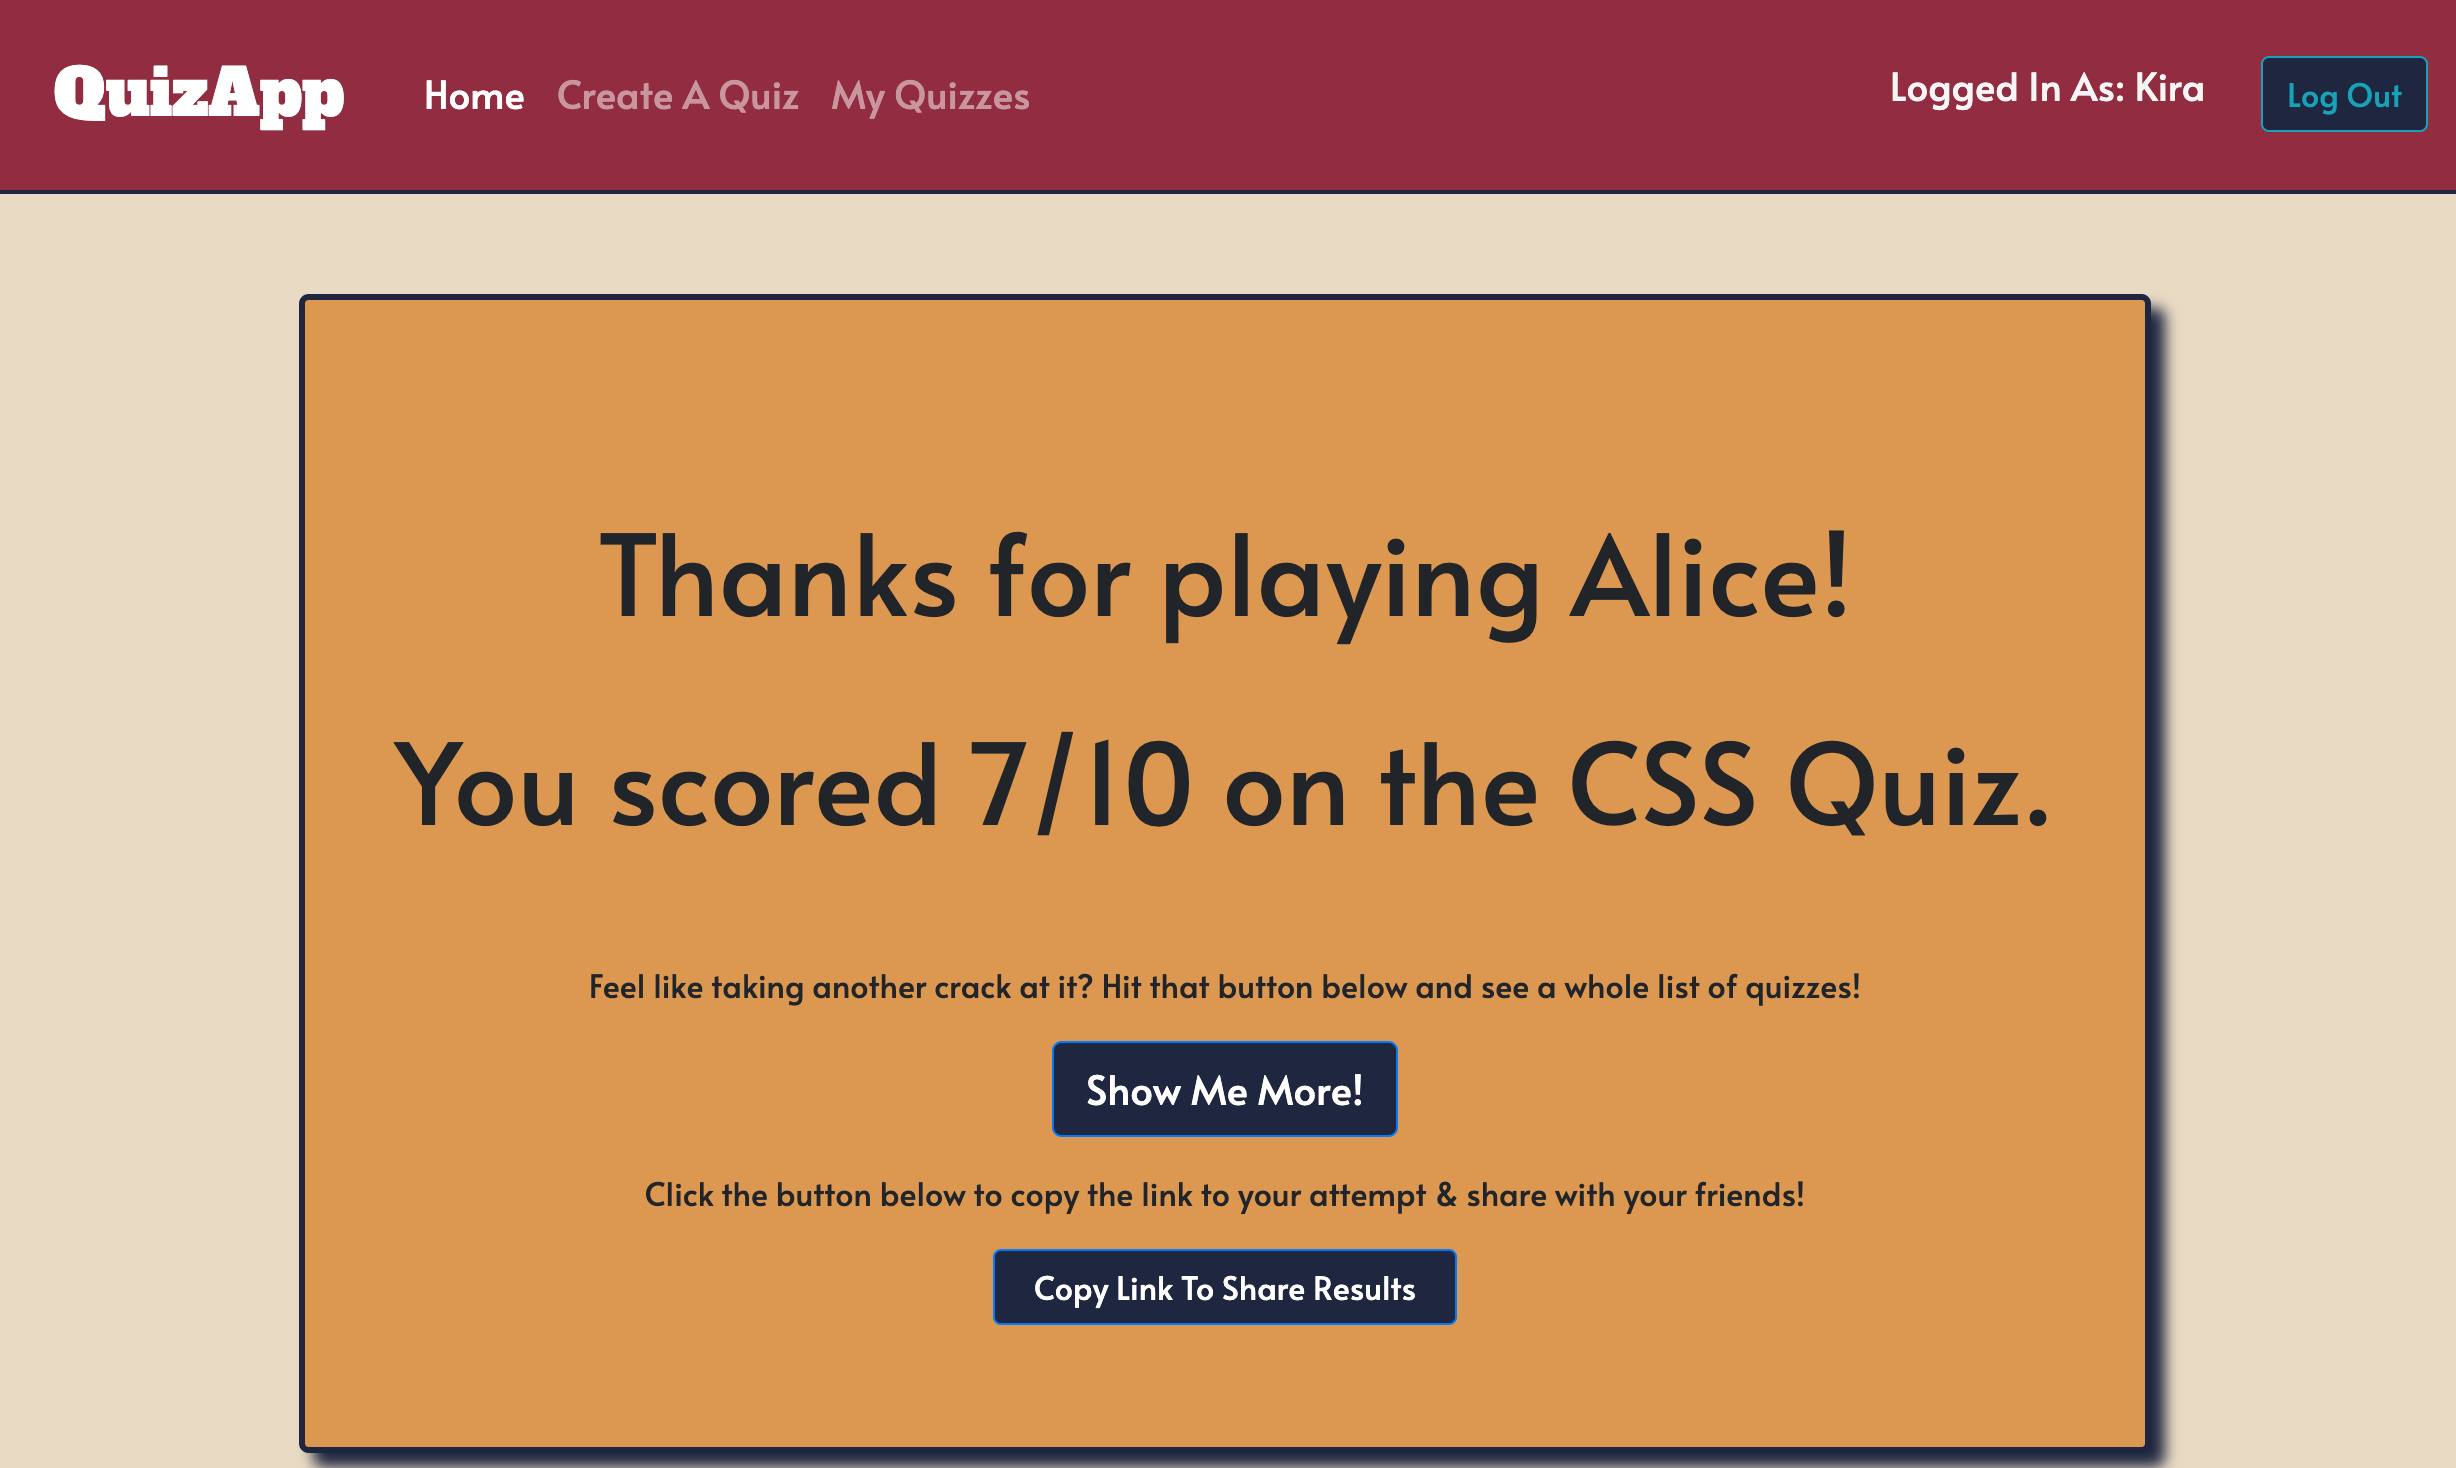 QuizApp Home Create A Quiz My Quizzes Logged In As: Kira Log Out
Thanks for playing Alice!
You scored 7/10 on the CSS Quiz.
Feel like taking another crack at it? Hit that button below and see a whole list of quizzes!
Show Me More!
Click the button below to copy the link to your attempt & share with your friends!
Copy Link To Share Results